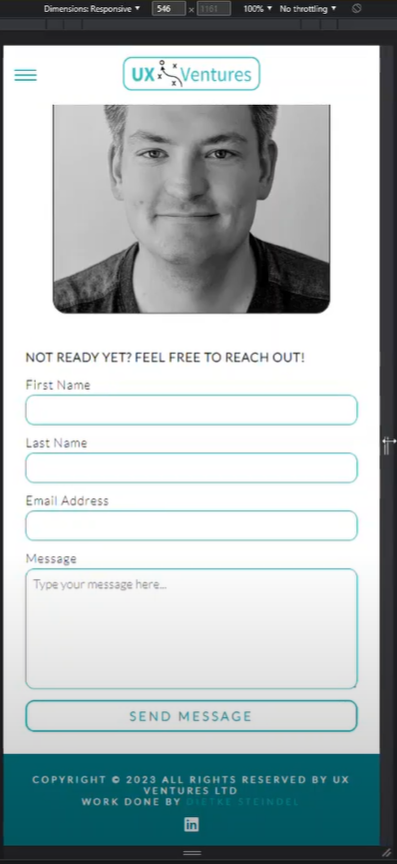 Dimensions: Responsive 546 x 1161 100% No throttling
UX Ventures
NOT READY YET? FEEL FREE TO REACH OUT!
First Name
Last Name
Email Address
Message
Type your message here...
SEND MESSAGE
COPYRIGHT © 2023 ALL RIGHTS RESERVED BY UX
VENTURES LTD
WORK DONE BY DIETKE STEINDEL
in